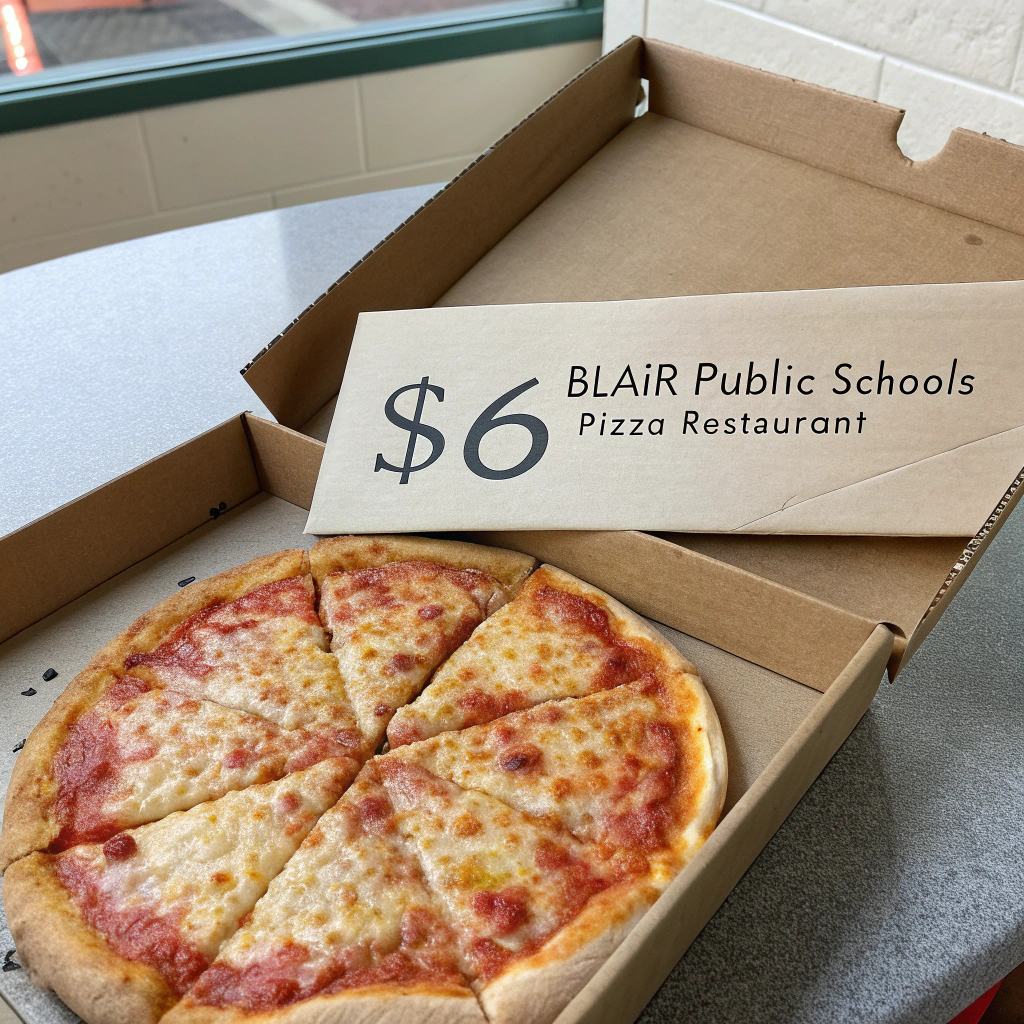 $6
BLAiR Public Schools
Pizza Restaurant